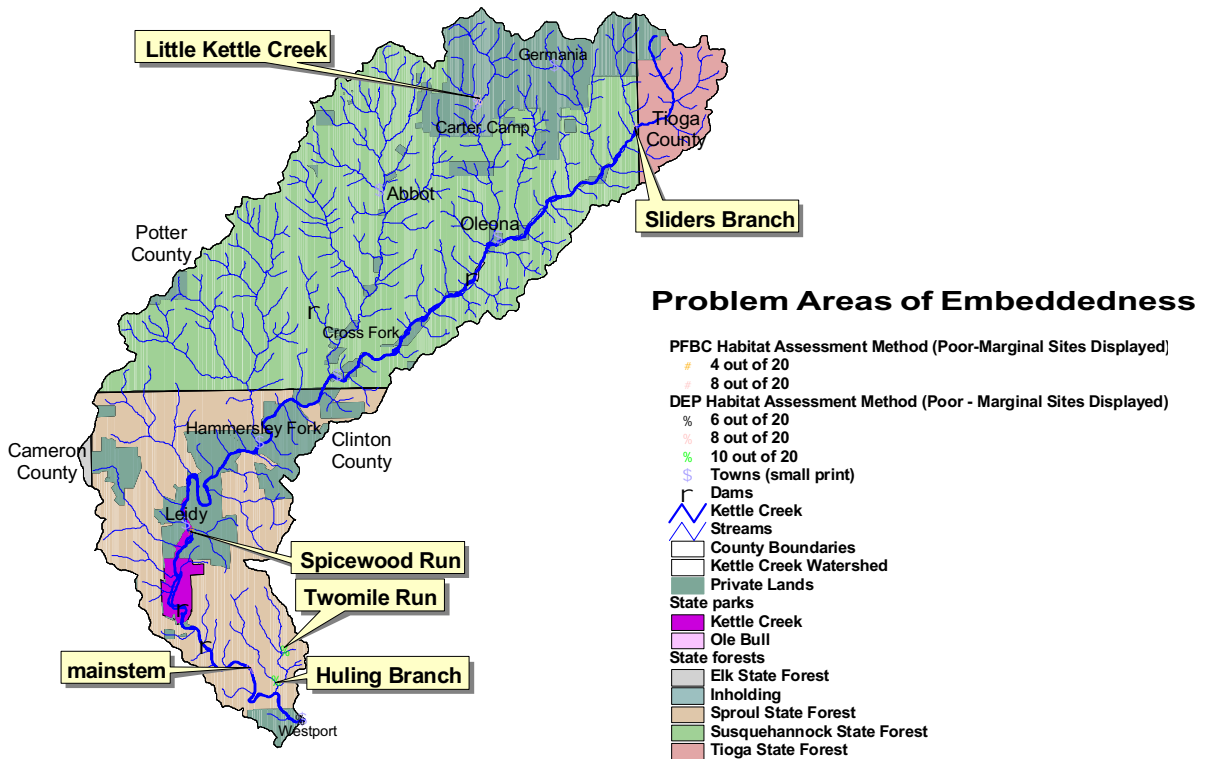 Little Kettle Creek
Germania
Carter Camp
Tioga
County
Abbot
Sliders Branch
Oleona
Potter
County
r
r
Cross Fork
Problem Areas of Embeddedness
PFBC Habitat Assessment Method (Poor-Marginal Sites Displayed)
# 4 out of 20
# 8 out of 20
DEP Habitat Assessment Method (Poor - Marginal Sites Displayed)
% 6 out of 20
% 8 out of 20
% 10 out of 20
$ Towns (small print)
r Dams
Kettle Creek
Streams
County Boundaries
Kettle Creek Watershed
Private Lands
State parks
Kettle Creek
Ole Bull
State forests
Elk State Forest
Inholding
Sproul State Forest
Susquehannock State Forest
Tioga State Forest
Hammersley Fork
Clinton
County
Cameron
County
Leidy
Spicewood Run
Twomile Run
r
r
%
mainstem
Huling Branch
%
Westport